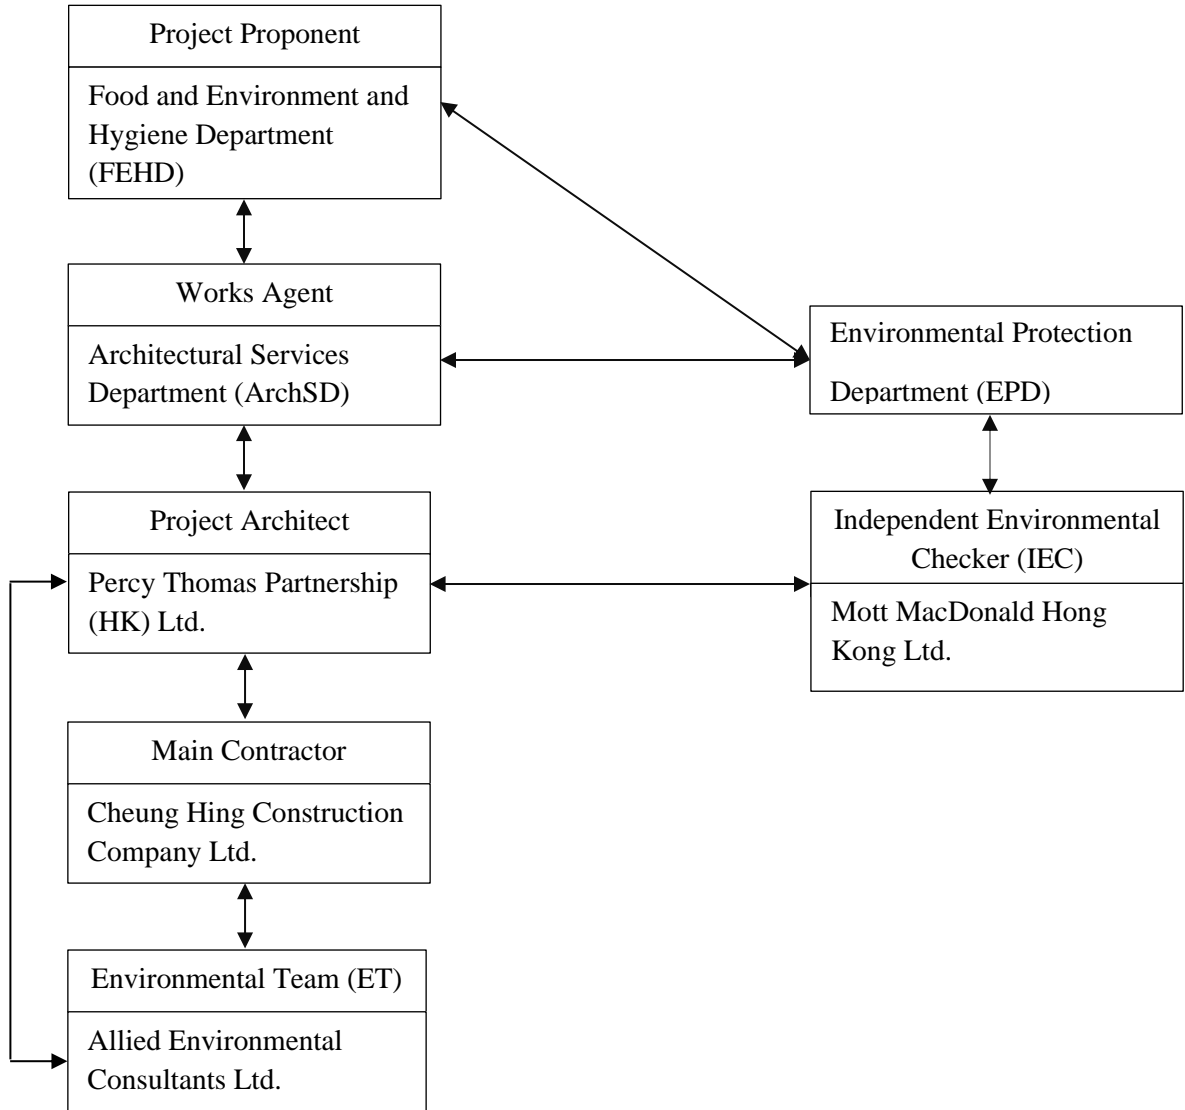 Project Proponent
Food and Environment and
Hygiene Department
(FEHD)
Works Agent
Architectural Services
Department (ArchSD)
Environmental Protection
Department (EPD)
Project Architect
Percy Thomas Partnership
(HK) Ltd.
Independent Environmental
Checker (IEC)
Mott MacDonald Hong
Kong Ltd.
Main Contractor
Cheung Hing Construction
Company Ltd.
Environmental Team (ET)
Allied Environmental
Consultants Ltd.